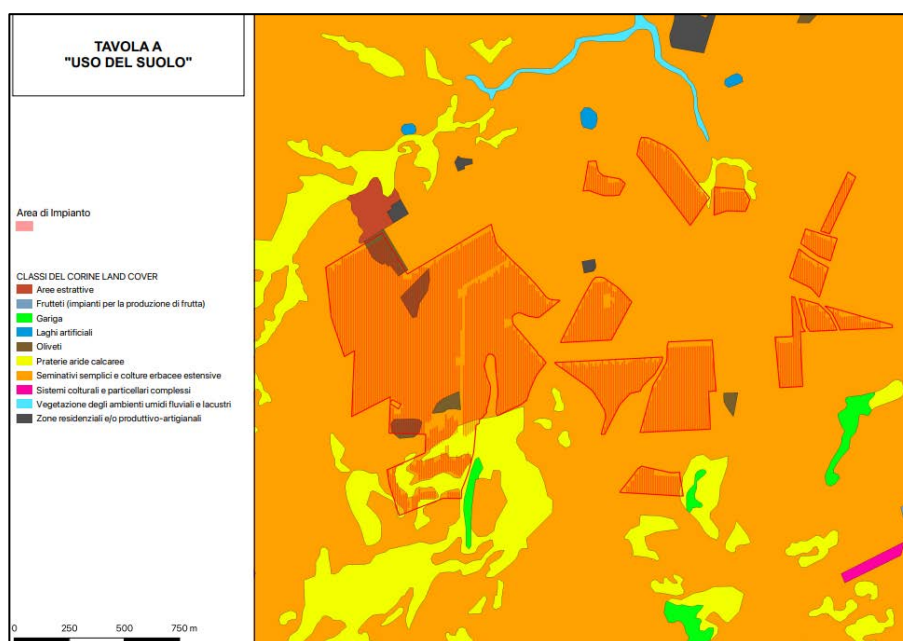 TAVOLA A
"USO DEL SUOLO"
Area di Impianto
CLASSI DEL CORINE LAND COVER
Aree estrattive
Frutteti (impianti per la produzione di frutta)
Gariga
Laghi artificiali
Oliveti
Praterie aride calcaree
Seminativi semplici e colture erbacee estensive
Sistemi colturali e particellari complessi
Vegetazione degli ambienti umidi fluviali e lacustri
Zone residenziali e/o produttivo-artigianali
0 250 500 750 m